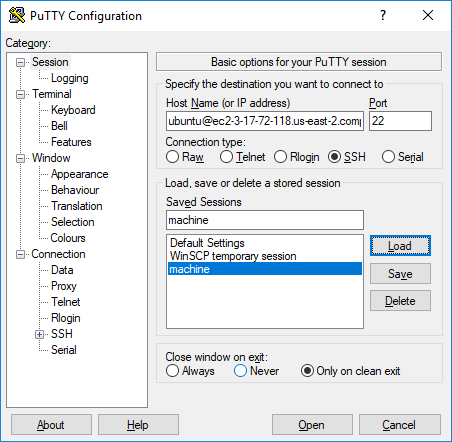 PuTTY Configuration
?
Category:
Session
Logging
Terminal
Keyboard
Bell
Features
Window
Appearance
Behaviour
Translation
Selection
Colours
Connection
Data
Proxy
Telnet
Rlogin
SSH
Serial
Basic options for your PuTTY session
Specify the destination you want to connect to
Host Name (or IP address) Port
ubuntu@ec2-3-17-72-118.us-east-2.com 22
Connection type:
Raw Telnet Rlogin SSH Serial
Load, save or delete a stored session
Saved Sessions
machine
Default Settings
WinSCP temporary session
machine
Load
Save
Delete
Close window on exit:
Always Never Only on clean exit
About Help Open Cancel